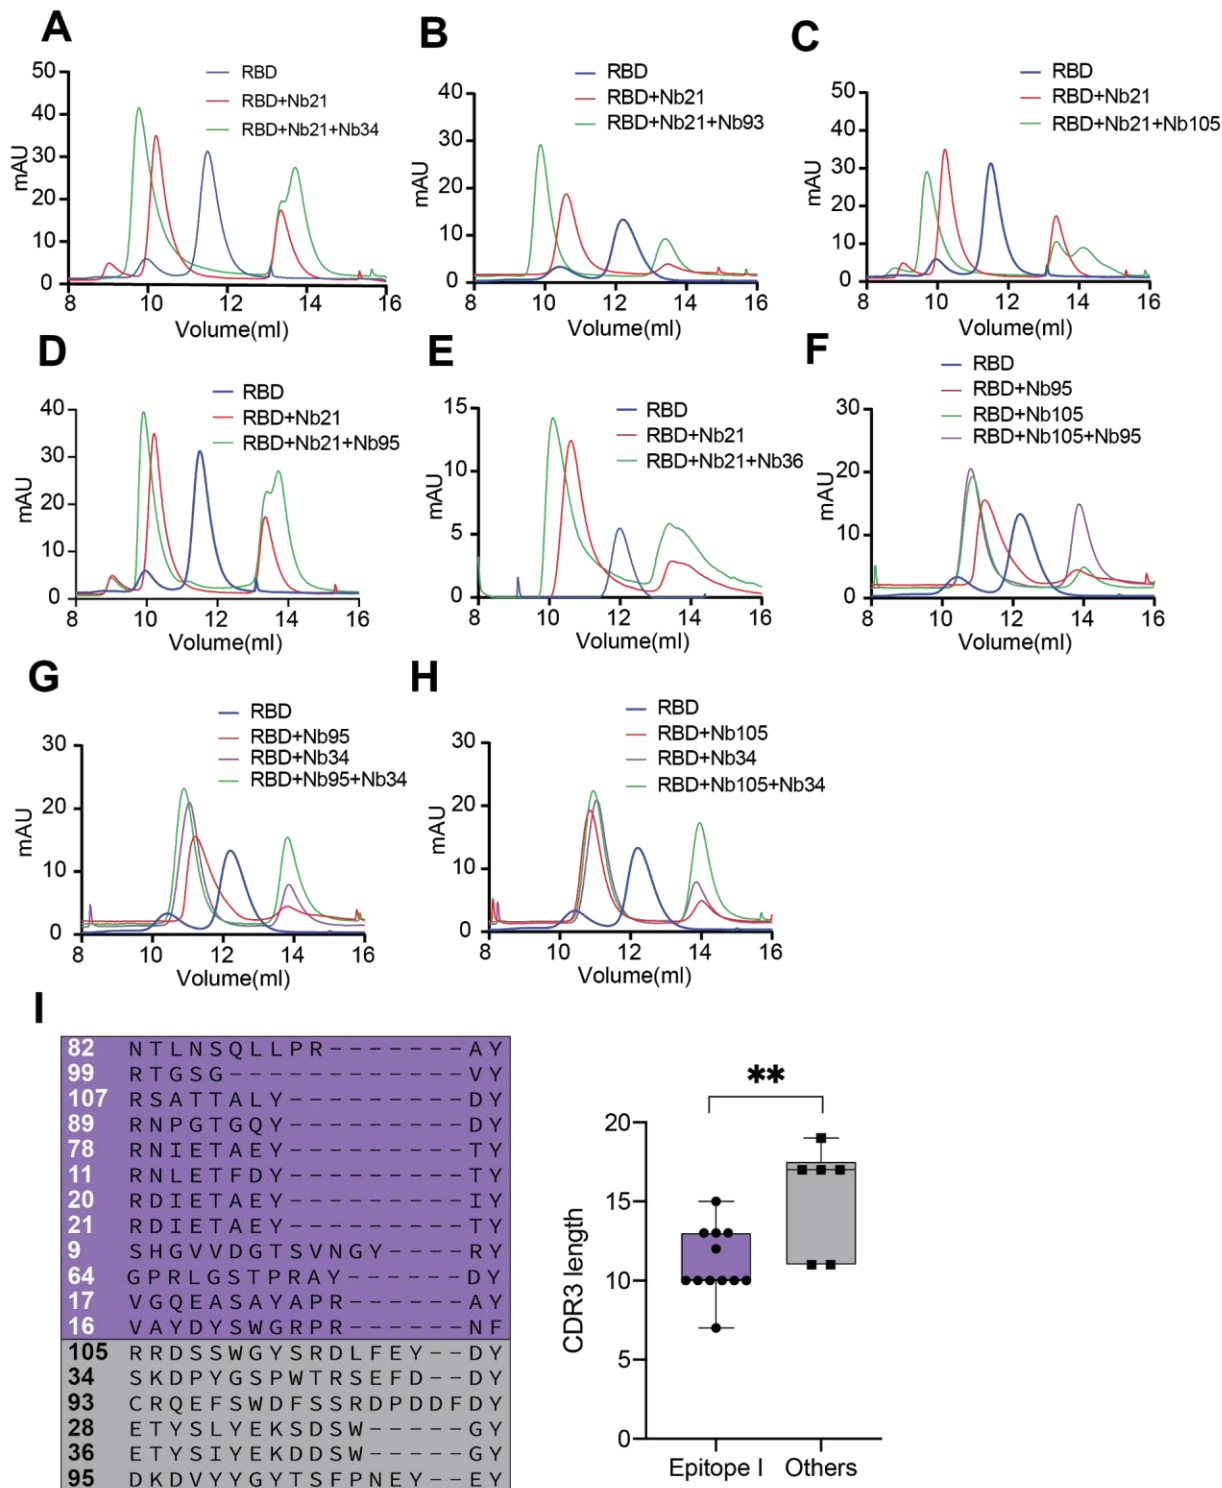 A
RBD
RBD+Nb21
RBD+Nb21+Nb34
mAU
50
40
30
20
10
0
8 10 12 14 16
Volume(ml)
B
RBD
RBD+Nb21
RBD+Nb21+Nb93
mAU
40
30
20
10
0
8 10 12 14 16
Volume(ml)
C
RBD
RBD+Nb21
RBD+Nb21+Nb105
mAU
50
40
30
20
10
0
8 10 12 14 16
Volume(ml)
D
RBD
RBD+Nb21
RBD+Nb21+Nb95
mAU
40
30
20
10
0
8 10 12 14 16
Volume(ml)
E
RBD
RBD+Nb21
RBD+Nb21+Nb36
mAU
15
10
5
0
8 10 12 14 16
Volume(ml)
F
RBD
RBD+Nb95
RBD+Nb105
RBD+Nb105+Nb95
mAU
30
20
10
0
8 10 12 14 16
Volume(ml)
G
RBD
RBD+Nb95
RBD+Nb34
RBD+Nb95+Nb34
mAU
30
20
10
0
8 10 12 14 16
Volume(ml)
H
RBD
RBD+Nb105
RBD+Nb34
RBD+Nb105+Nb34
mAU
30
20
10
0
8 10 12 14 16
Volume(ml)
I
82 NTLNSQLLPR-------AY
99 RTGSG------------VY
107 RSATTALY---------DY
89 RNPGTGQY---------DY
78 RNIETAEY---------TY
11 RNLETFDY---------TY
20 RDIETAEY---------IY
21 RDIETAEY---------TY
9 SHGVVDGTSVNGY----RY
64 GPRLGSTPRAY------DY
17 VGQEASAYAPR------AY
16 VAYDYSWGRPR------NF
105 RRDSSWGYSRDLFEY--DY
34 SKDPYGSPWTRSEFD--DY
93 CRQEFSWDFSSRDPDDFDY
28 ETYSLYEKSDSW-----GY
36 ETYSIYEKDDSW-----GY
95 DKDVYYGYTSFPNEY--EY
**
CDR3 length
20
15
10
5
0
Epitope I Others